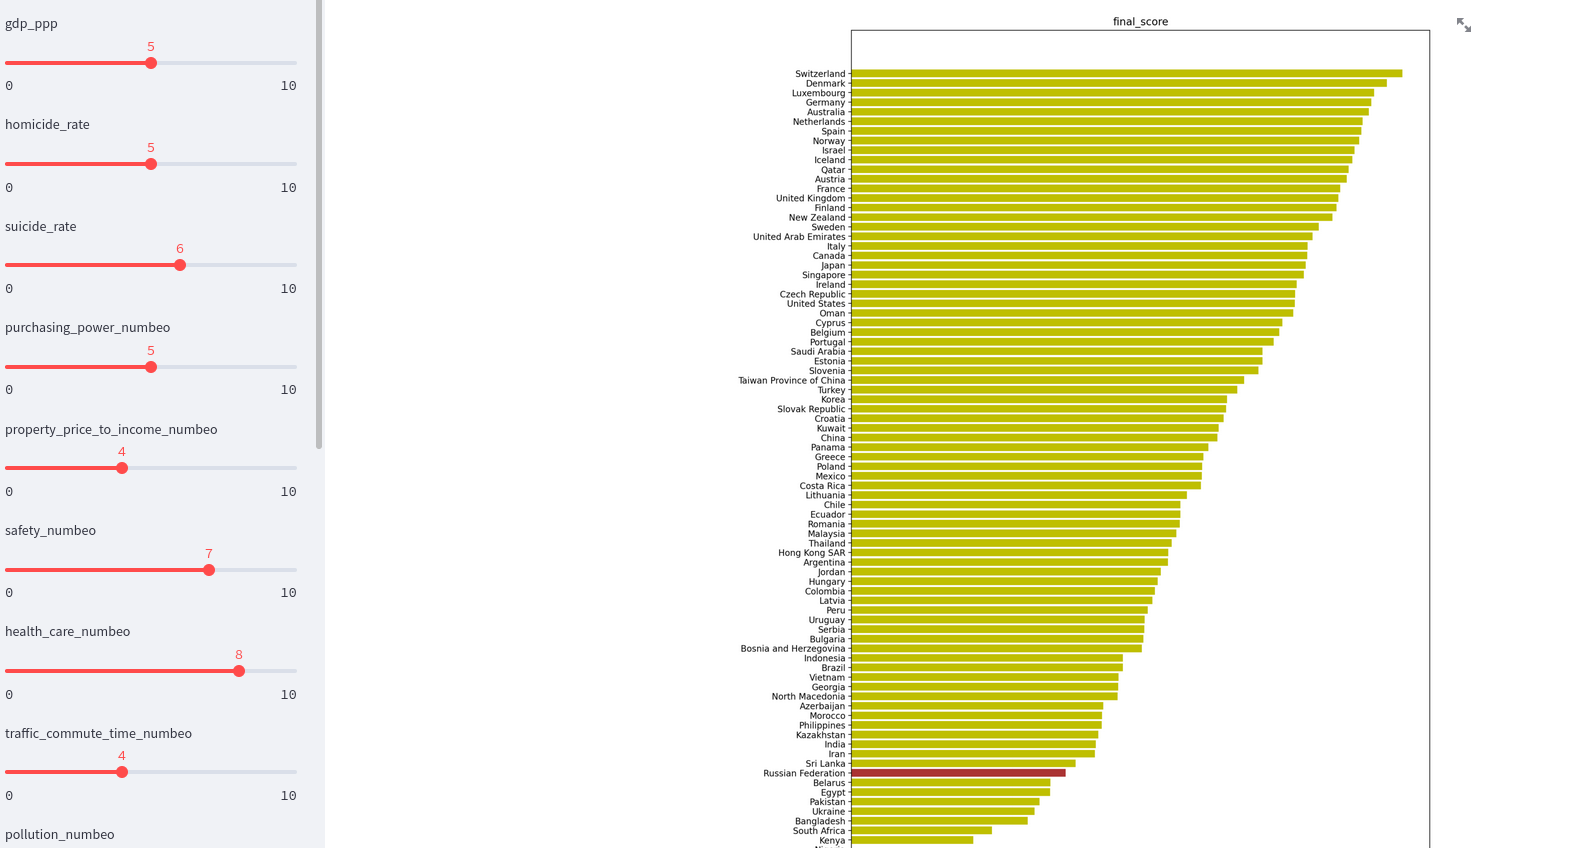 gdp_ppp
5
0 10
homicide_rate
5
0 10
suicide_rate
6
0 10
purchasing_power_numbeo
5
0 10
property_price_to_income_numbeo
4
0 10
safety_numbeo
7
0 10
health_care_numbeo
8
0 10
traffic_commute_time_numbeo
4
0 10
pollution_numbeo
final_score
Switzerland
Denmark
Luxembourg
Germany
Australia
Netherlands
Spain
Norway
Israel
Iceland
Qatar
Austria
France
United Kingdom
Finland
New Zealand
Sweden
United Arab Emirates
Italy
Canada
Japan
Singapore
Ireland
Czech Republic
United States
Oman
Cyprus
Belgium
Portugal
Saudi Arabia
Estonia
Slovenia
Taiwan Province of China
Turkey
Korea
Slovak Republic
Croatia
Kuwait
China
Panama
Greece
Poland
Mexico
Costa Rica
Lithuania
Chile
Ecuador
Romania
Malaysia
Thailand
Hong Kong SAR
Argentina
Jordan
Hungary
Colombia
Latvia
Peru
Uruguay
Serbia
Bulgaria
Bosnia and Herzegovina
Indonesia
Brazil
Vietnam
Georgia
North Macedonia
Azerbaijan
Morocco
Philippines
Kazakhstan
India
Iran
Sri Lanka
Russian Federation
Belarus
Egypt
Pakistan
Ukraine
Bangladesh
South Africa
Kenya